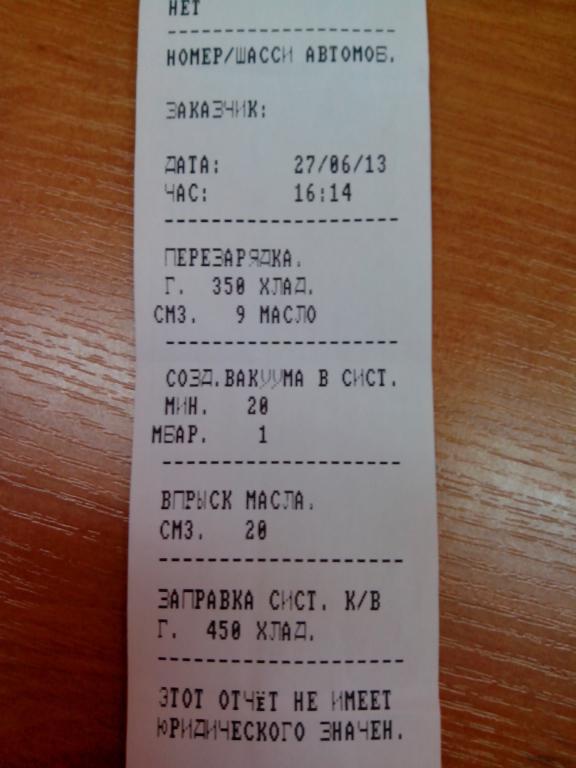 НЕТ
--------------------
НОМЕР/ШАССИ АВТОМОБ.
ЗАКАЗЧИК:
ДАТА: 27/06/13
ЧАС: 16:14
--------------------
ПЕРЕЗАРЯДКА.
Г. 350 ХЛАД.
СМ3. 9 МАСЛО
--------------------
СОЗД.ВАКУУМА В СИСТ.
МИН. 20
МБАР. 1
--------------------
ВПРЫСК МАСЛА.
СМ3. 20
--------------------
ЗАПРАВКА СИСТ. К/В
Г. 450 ХЛАД.
--------------------
ЭТОТ ОТЧЁТ НЕ ИМЕЕТ
ЮРИДИЧЕСКОГО ЗНАЧЕН.